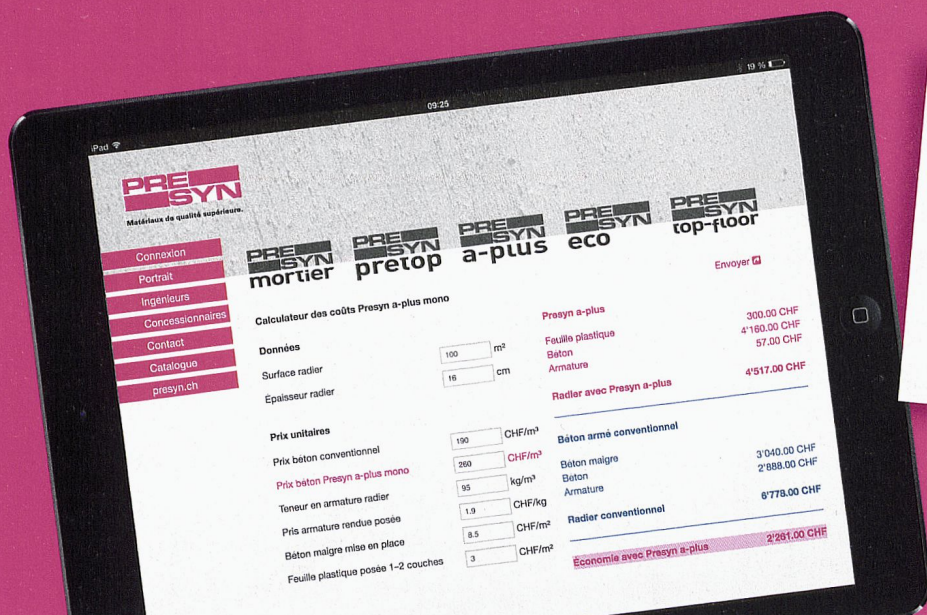 iPad
09:25
19 %
PRE
SYN
Matériaux de qualité supérieure.
Connexion
Portrait
Ingenieurs
Concessionnaires
Contact
Catalogue
presyn.ch
PRE SYN mortier
PRE SYN pretop
PRE SYN a-plus
PRE SYN eco
PRE SYN top-floor
Envoyer
Calculateur des coûts Presyn a-plus mono
Données
Surface radier 100 m²
Épaisseur radier 16 cm
Prix unitaires
Prix béton conventionnel 190 CHF/m³
Prix béton Presyn a-plus mono 260 CHF/m³
Teneur en armature radier 95 kg/m³
Pris armature rendue posée 1.9 CHF/kg
Béton maigre mise en place 8.5 CHF/m²
Feuille plastique posée 1–2 couches 3 CHF/m²
Presyn a-plus
Feuille plastique 300.00 CHF
Béton 4'160.00 CHF
Armature 57.00 CHF
Radier avec Presyn a-plus 4'517.00 CHF
Béton armé conventionnel
Béton maigre
Beton 3'040.00 CHF
Armature 2'888.00 CHF
Radier conventionnel 6'778.00 CHF
Économie avec Presyn a-plus 2'261.00 CHF